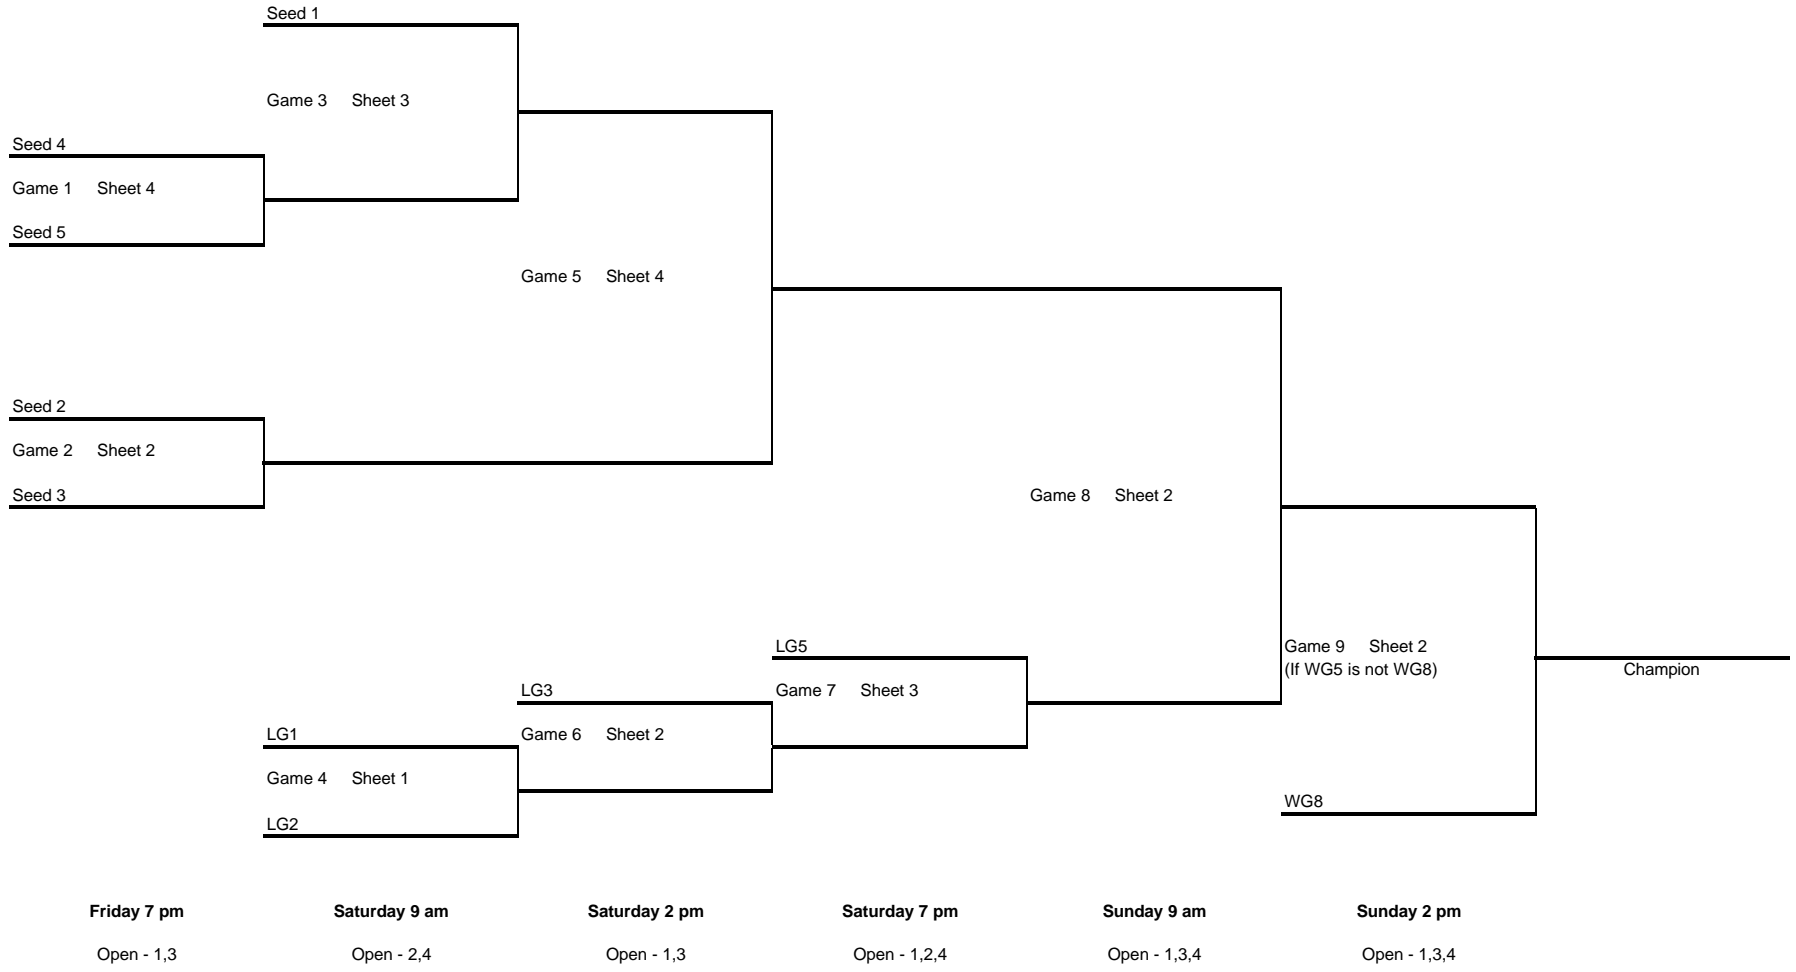 Seed 1
Game 3 Sheet 3
Seed 4
Game 1 Sheet 4
Seed 5
Game 5 Sheet 4
Seed 2
Game 2 Sheet 2
Seed 3
Game 8 Sheet 2
LG5
Game 9 Sheet 2
(If WG5 is not WG8)
Champion
LG3
Game 7 Sheet 3
LG1
Game 6 Sheet 2
Game 4 Sheet 1
WG8
LG2
Friday 7 pm Saturday 9 am Saturday 2 pm Saturday 7 pm Sunday 9 am Sunday 2 pm
Open - 1,3 Open - 2,4 Open - 1,3 Open - 1,2,4 Open - 1,3,4 Open - 1,3,4